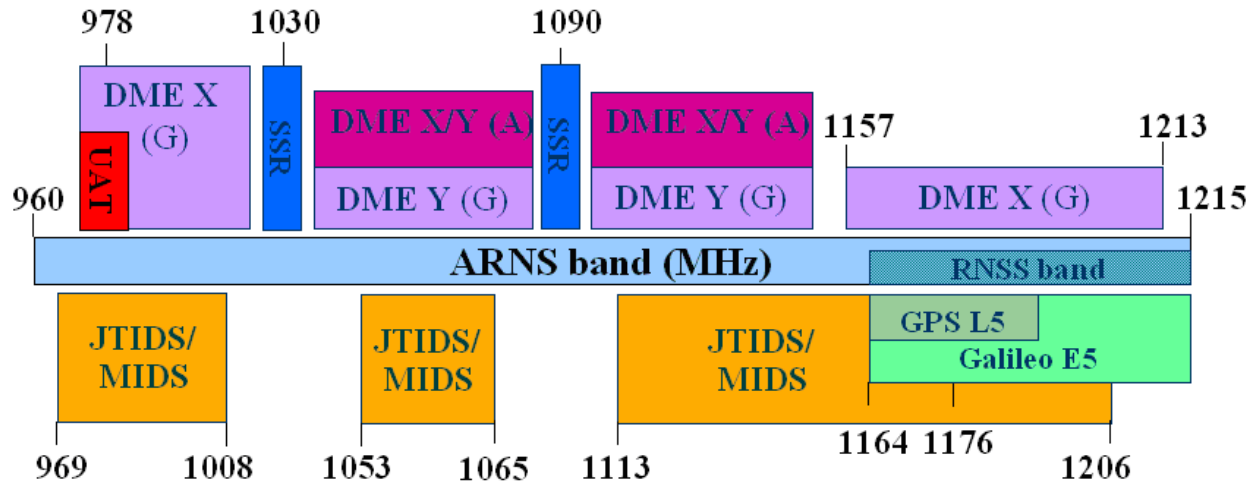 978
1030
1090
DME X
(G)
UAT
SSR
DME X/Y (A)
DME Y (G)
SSR
DME X/Y (A)
DME Y (G)
1157
1213
DME X (G)
960
1215
ARNS band (MHz)
RNSS band
JTIDS/
MIDS
JTIDS/
MIDS
JTIDS/
MIDS
GPS L5
Galileo E5
969
1008
1053
1065
1113
1164
1176
1206